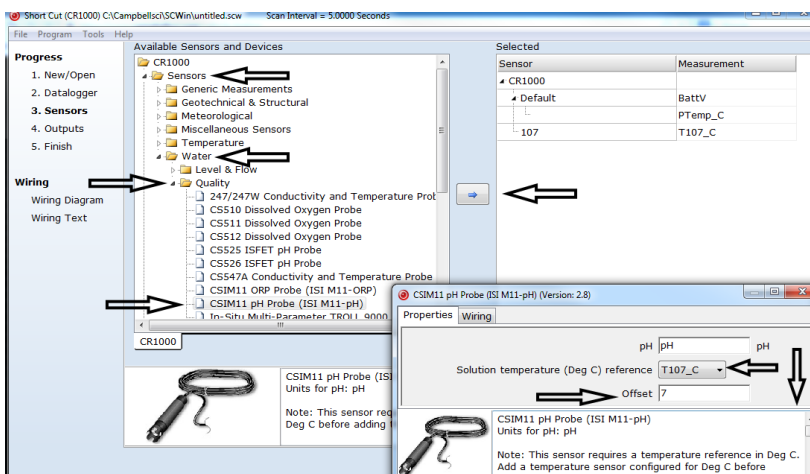 Short Cut (CR1000) C:\Campbellsci\SCWin\untitled.scw Scan Interval = 5.0000 Seconds
File Program Tools Help
Progress
1. New/Open
2. Datalogger
3. Sensors
4. Outputs
5. Finish
Wiring
Wiring Diagram
Wiring Text
Available Sensors and Devices
CR1000
Sensors
Generic Measurements
Geotechnical & Structural
Meteorological
Miscellaneous Sensors
Temperature
Water
Level & Flow
Quality
247/247W Conductivity and Temperature Prob
CS510 Dissolved Oxygen Probe
CS511 Dissolved Oxygen Probe
CS512 Dissolved Oxygen Probe
CS525 ISFET pH Probe
CS526 ISFET pH Probe
CS547A Conductivity and Temperature Probe
CSIM11 ORP Probe (ISI M11-ORP)
CSIM11 pH Probe (ISI M11-pH)
In-Situ Multi-Parameter TROLL 9000
CR1000
Selected
Sensor Measurement
CR1000
Default BattV
PTemp_C
107 T107_C
CSIM11 pH Probe (IS
Units for pH: pH
Note: This sensor req
Deg C before adding t
CSIM11 pH Probe (ISI M11-pH) (Version: 2.8)
Properties Wiring
pH pH pH
Solution temperature (Deg C) reference T107_C
Offset 7
CSIM11 pH Probe (ISI M11-pH)
Units for pH: pH
Note: This sensor requires a temperature reference in Deg C.
Add a temperature sensor configured for Deg C before